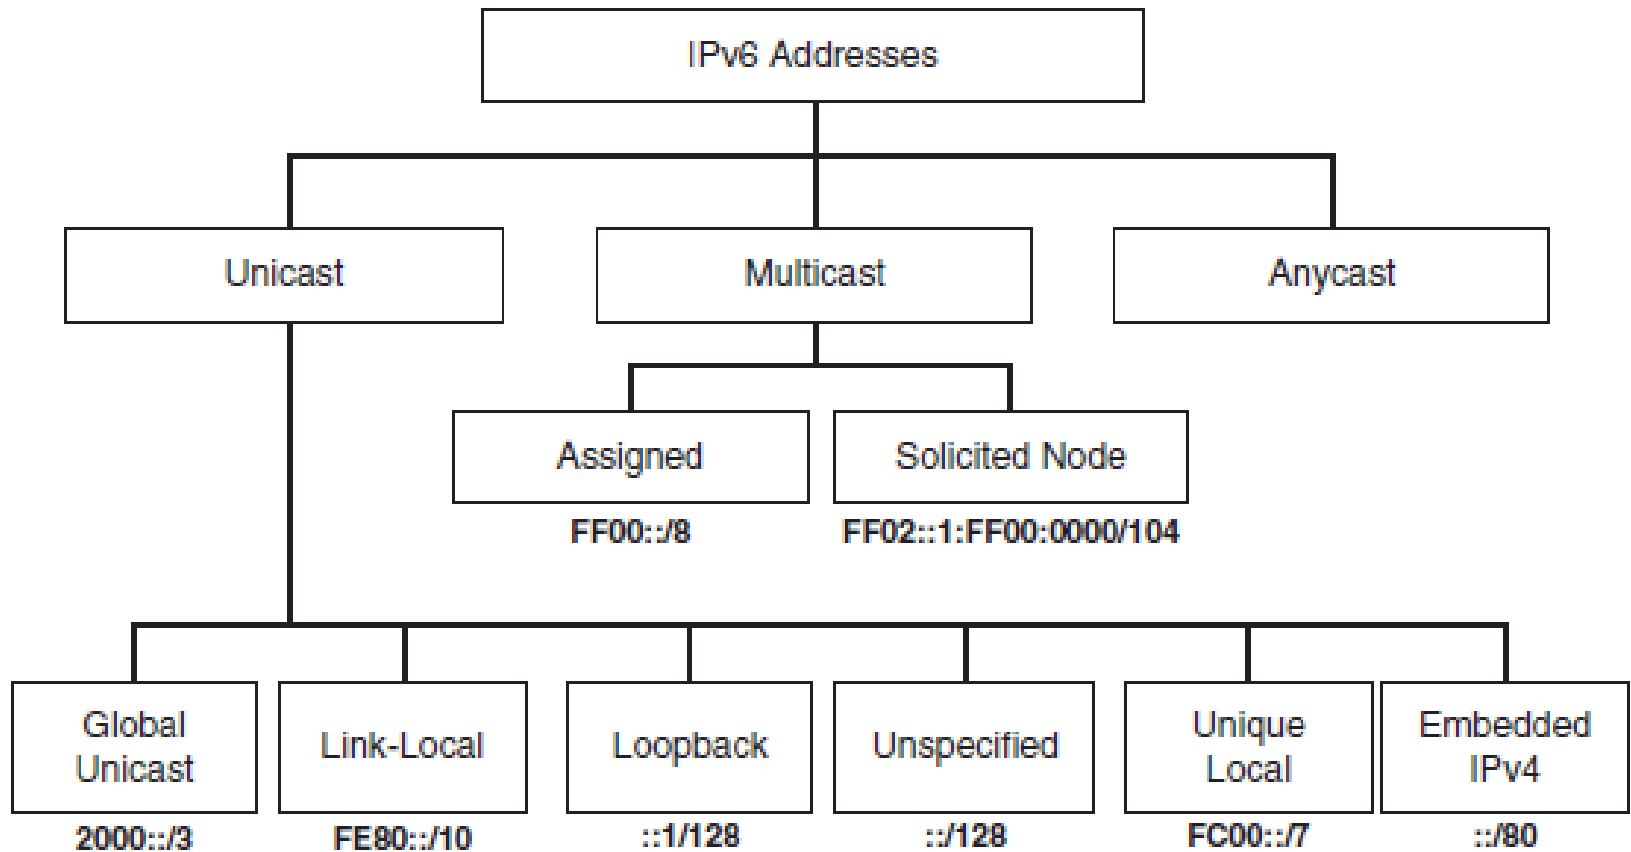 IPv6 Addresses
Unicast
Multicast
Anycast
Assigned
Solicited Node
FF00::/8
FF02::1:FF00:0000/104
Global
Unicast
Link-Local
Loopback
Unspecified
Unique
Local
Embedded
IPv4
2000::/3
FE80::/10
::1/128
::/128
FC00::/7
::/80